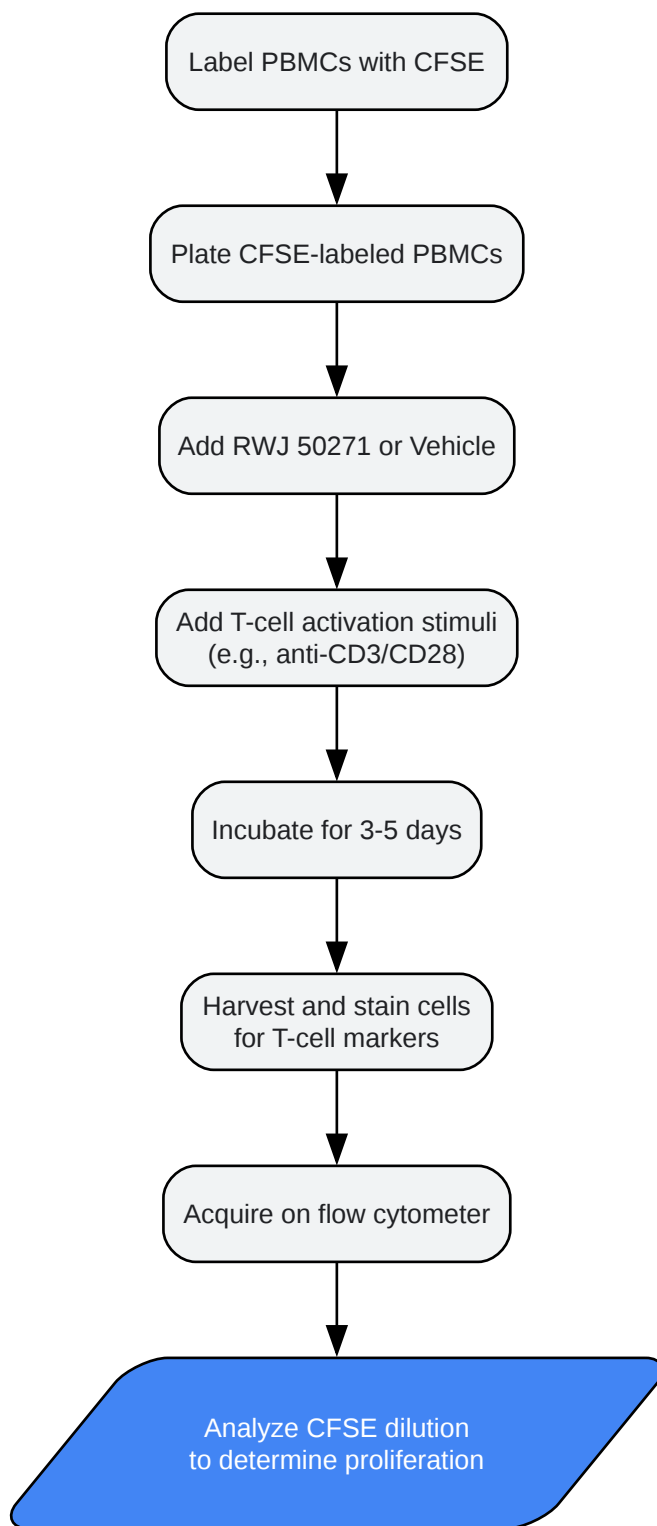 Label PBMCs with CFSE
Plate CFSE-labeled PBMCs
Add RWJ 50271 or Vehicle
Add T-cell activation stimuli
(e.g., anti-CD3/CD28)
Incubate for 3-5 days
Harvest and stain cells
for T-cell markers
Acquire on flow cytometer
Analyze CFSE dilution
to determine proliferation